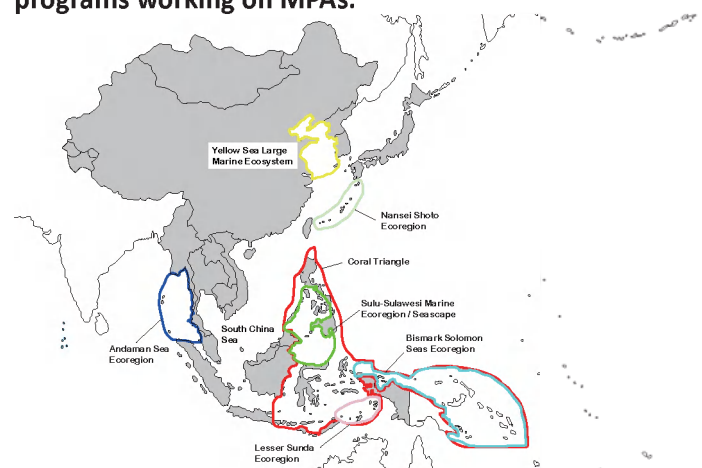 programs working on MPAs.
Yellow Sea Large
Marine Ecosystem
Nansei Shoto
Ecoregion
Coral Triangle
Sulu-Sulawesi Marine
Ecoregion / Seascape
South China
Sea
Bismark Solomon
Seas Ecoregion
Andaman Sea
Ecoregion
Lesser Sunda
Ecoregion